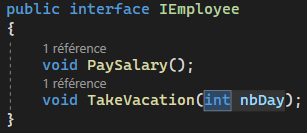 public interface IEmployee
{
1 référence
void PaySalary();
1 référence
void TakeVacation(int nbDay);
}